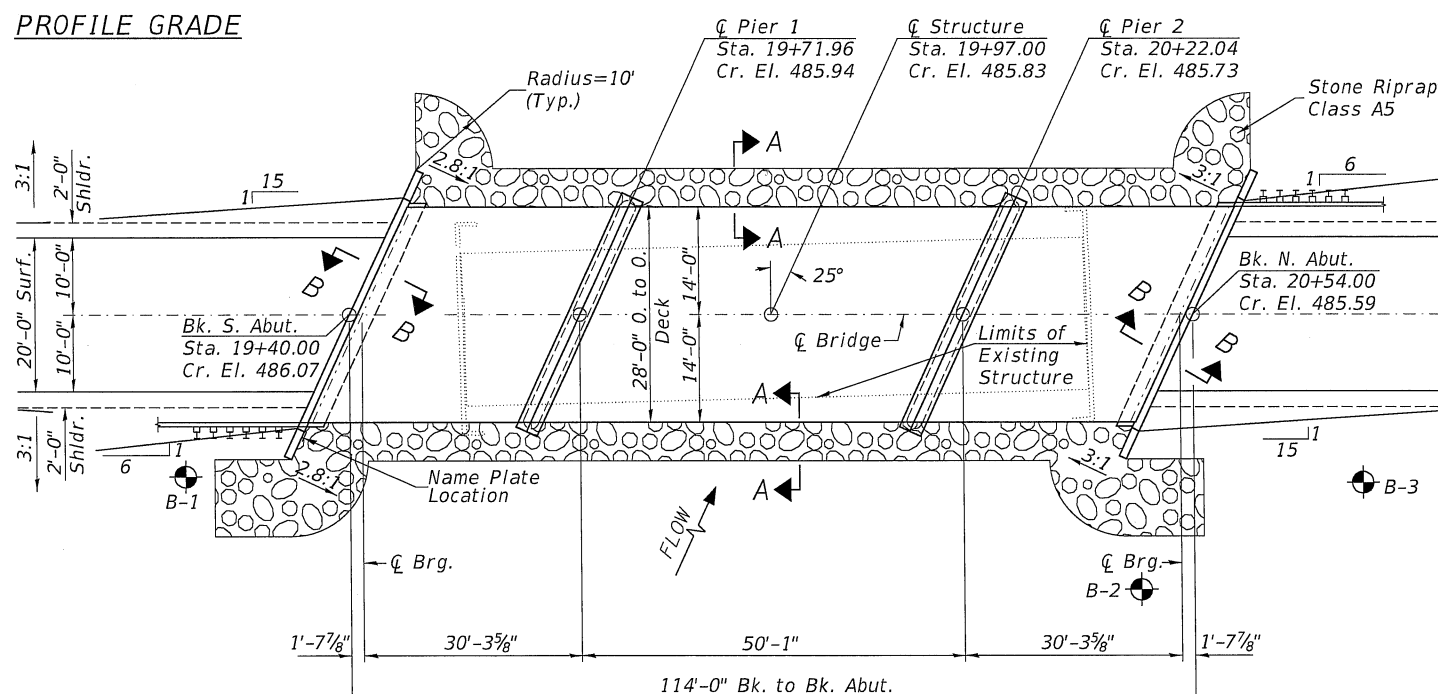 PROFILE GRADE
℄ Pier 1
Sta. 19+71.96
Cr. El. 485.94
℄ Structure
Sta. 19+97.00
Cr. El. 485.83
℄ Pier 2
Sta. 20+22.04
Cr. El. 485.73
Radius=10'
(Typ.)
Stone Riprap
Class A5
3:1
2'-0"
Shldr.
15
1
2.8:1
A
3:1
6
1
A
20'-0" Surf.
10'-0"
10'-0"
B
B
28'-0" O. to O.
Deck
14'-0"
14'-0"
25°
B
B
Bk. N. Abut.
Sta. 20+54.00
Cr. El. 485.59
Bk. S. Abut.
Sta. 19+40.00
Cr. El. 486.07
℄ Bridge
Limits of
Existing
Structure
A
3:1
2'-0"
Shldr.
6
1
2.8:1
Name Plate
Location
A
3:1
15
1
B-1
B-3
FLOW
℄ Brg.
℄ Brg.
B-2
1'-7⅞"
30'-3⅝"
50'-1"
30'-3⅝"
1'-7⅞"
114'-0" Bk. to Bk. Abut.